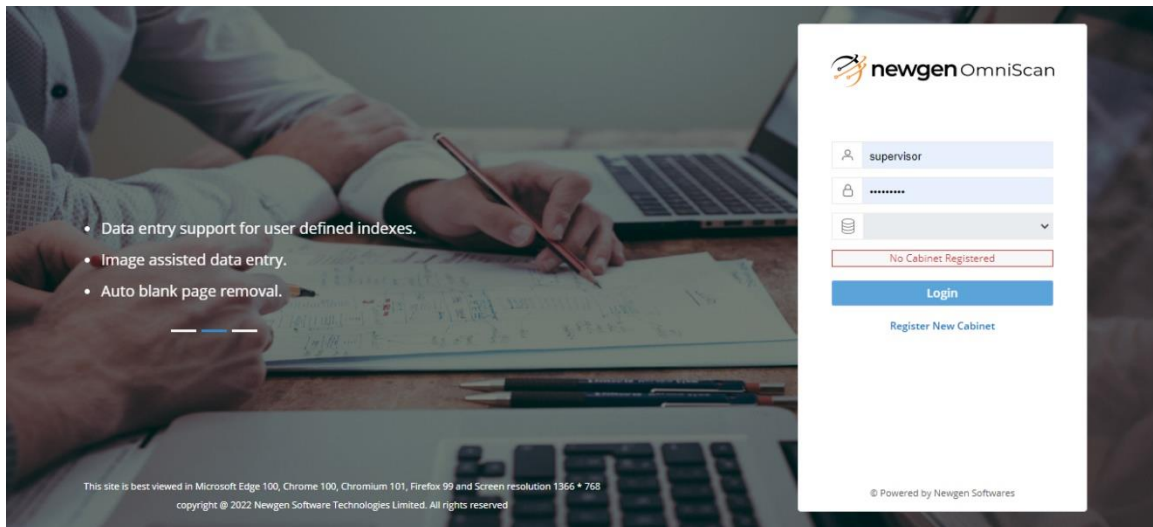 • Data entry support for user defined indexes.
• Image assisted data entry.
• Auto blank page removal.
This site is best viewed in Microsoft Edge 100, Chrome 100, Chromium 101, Firefox 99 and Screen resolution 1366 * 768
copyright @ 2022 Newgen Software Technologies Limited. All rights reserved
newgen OmniScan
supervisor
•••••••••
No Cabinet Registered
Login
Register New Cabinet
© Powered by Newgen Softwares